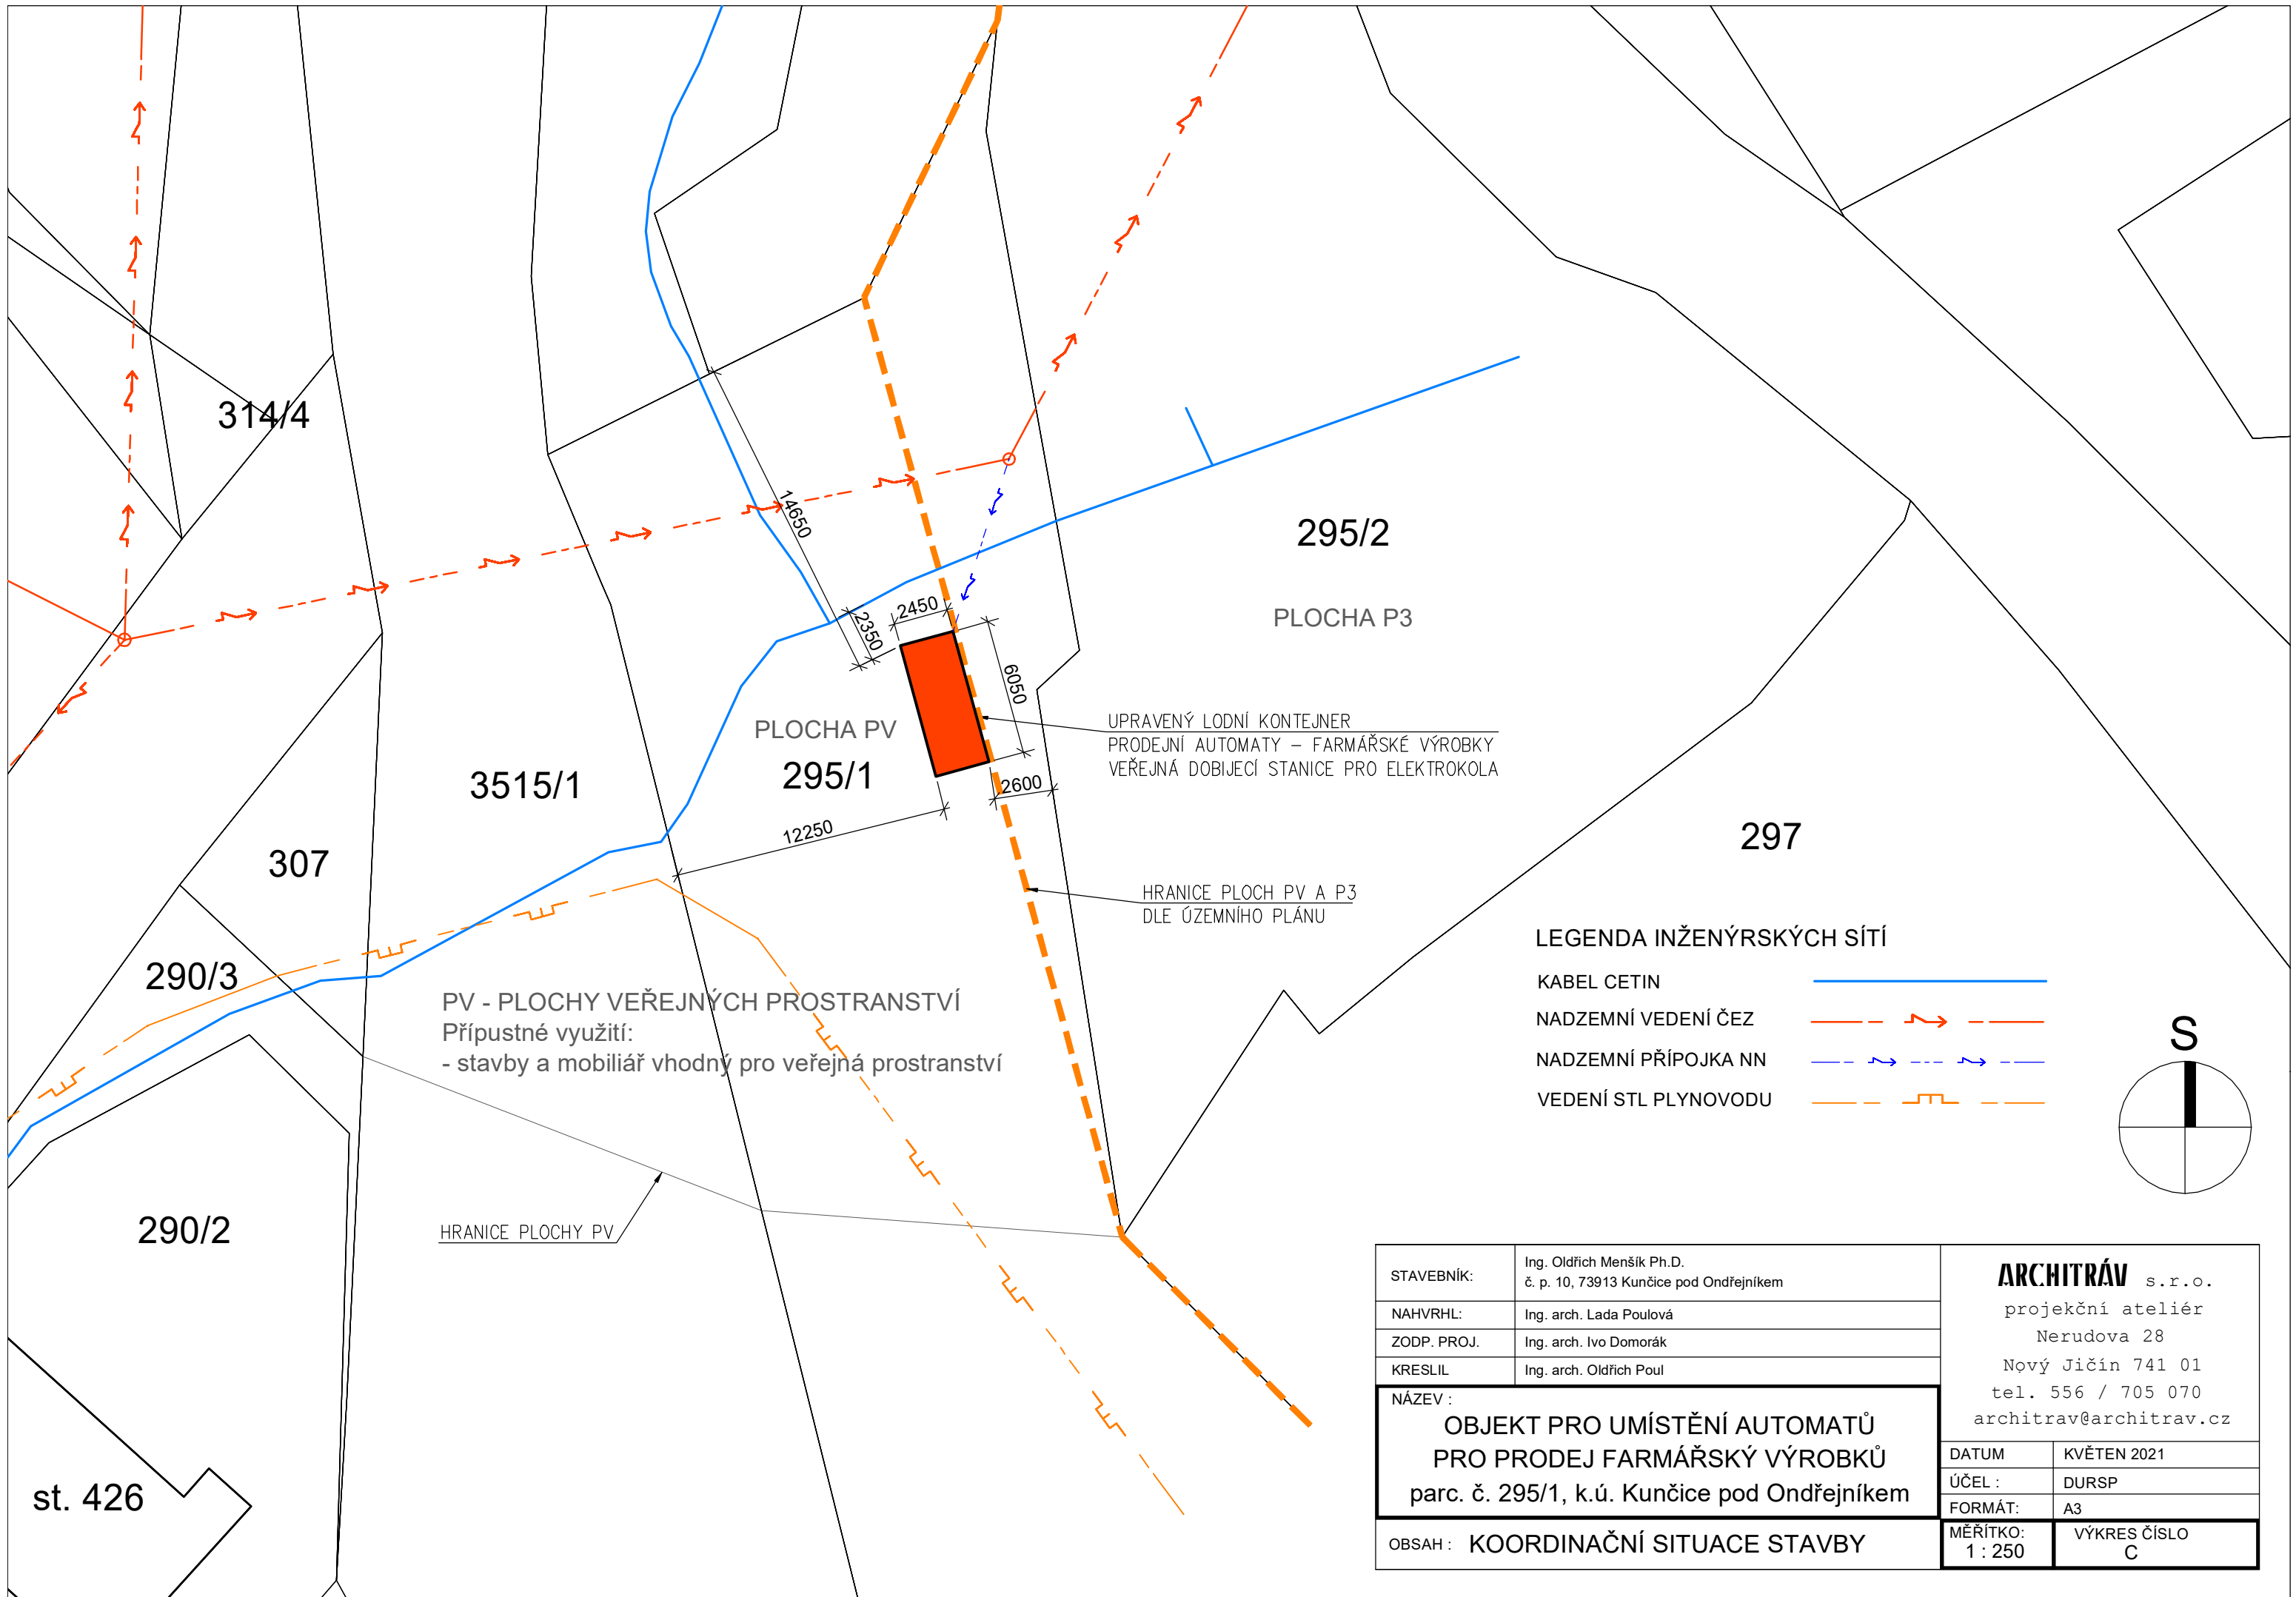 314/4
14650
295/2
PLOCHA P3
2450
2350
6050
UPRAVENÝ LODNÍ KONTEJNER
PRODEJNÍ AUTOMATY – FARMÁŘSKÉ VÝROBKY
VEŘEJNÁ DOBIJECÍ STANICE PRO ELEKTROKOLA
PLOCHA PV
295/1
3515/1
2600
12250
307
297
HRANICE PLOCH PV A P3
DLE ÚZEMNÍHO PLÁNU
290/3
LEGENDA INŽENÝRSKÝCH SÍTÍ
KABEL CETIN
NADZEMNÍ VEDENÍ ČEZ
NADZEMNÍ PŘÍPOJKA NN
VEDENÍ STL PLYNOVODU
S
PV - PLOCHY VEŘEJNÝCH PROSTRANSTVÍ
Přípustné využití:
- stavby a mobiliář vhodný pro veřejná prostranství
290/2
HRANICE PLOCHY PV
st. 426
STAVEBNÍK:
Ing. Oldřich Menšík Ph.D.
č. p. 10, 73913 Kunčice pod Ondřejníkem
NAHVRHL:
Ing. arch. Lada Poulová
ZODP. PROJ.
Ing. arch. Ivo Domorák
KRESLIL
Ing. arch. Oldřich Poul
ARCHITRÁV s.r.o.
projekční ateliér
Nerudova 28
Nový Jičín 741 01
tel. 556 / 705 070
architrav@architrav.cz
NÁZEV :
OBJEKT PRO UMÍSTĚNÍ AUTOMATŮ
PRO PRODEJ FARMÁŘSKÝ VÝROBKŮ
parc. č. 295/1, k.ú. Kunčice pod Ondřejníkem
DATUM
KVĚTEN 2021
ÚČEL :
DURSP
FORMÁT:
A3
OBSAH : KOORDINAČNÍ SITUACE STAVBY
MĚŘÍTKO:
1 : 250
VÝKRES ČÍSLO
C